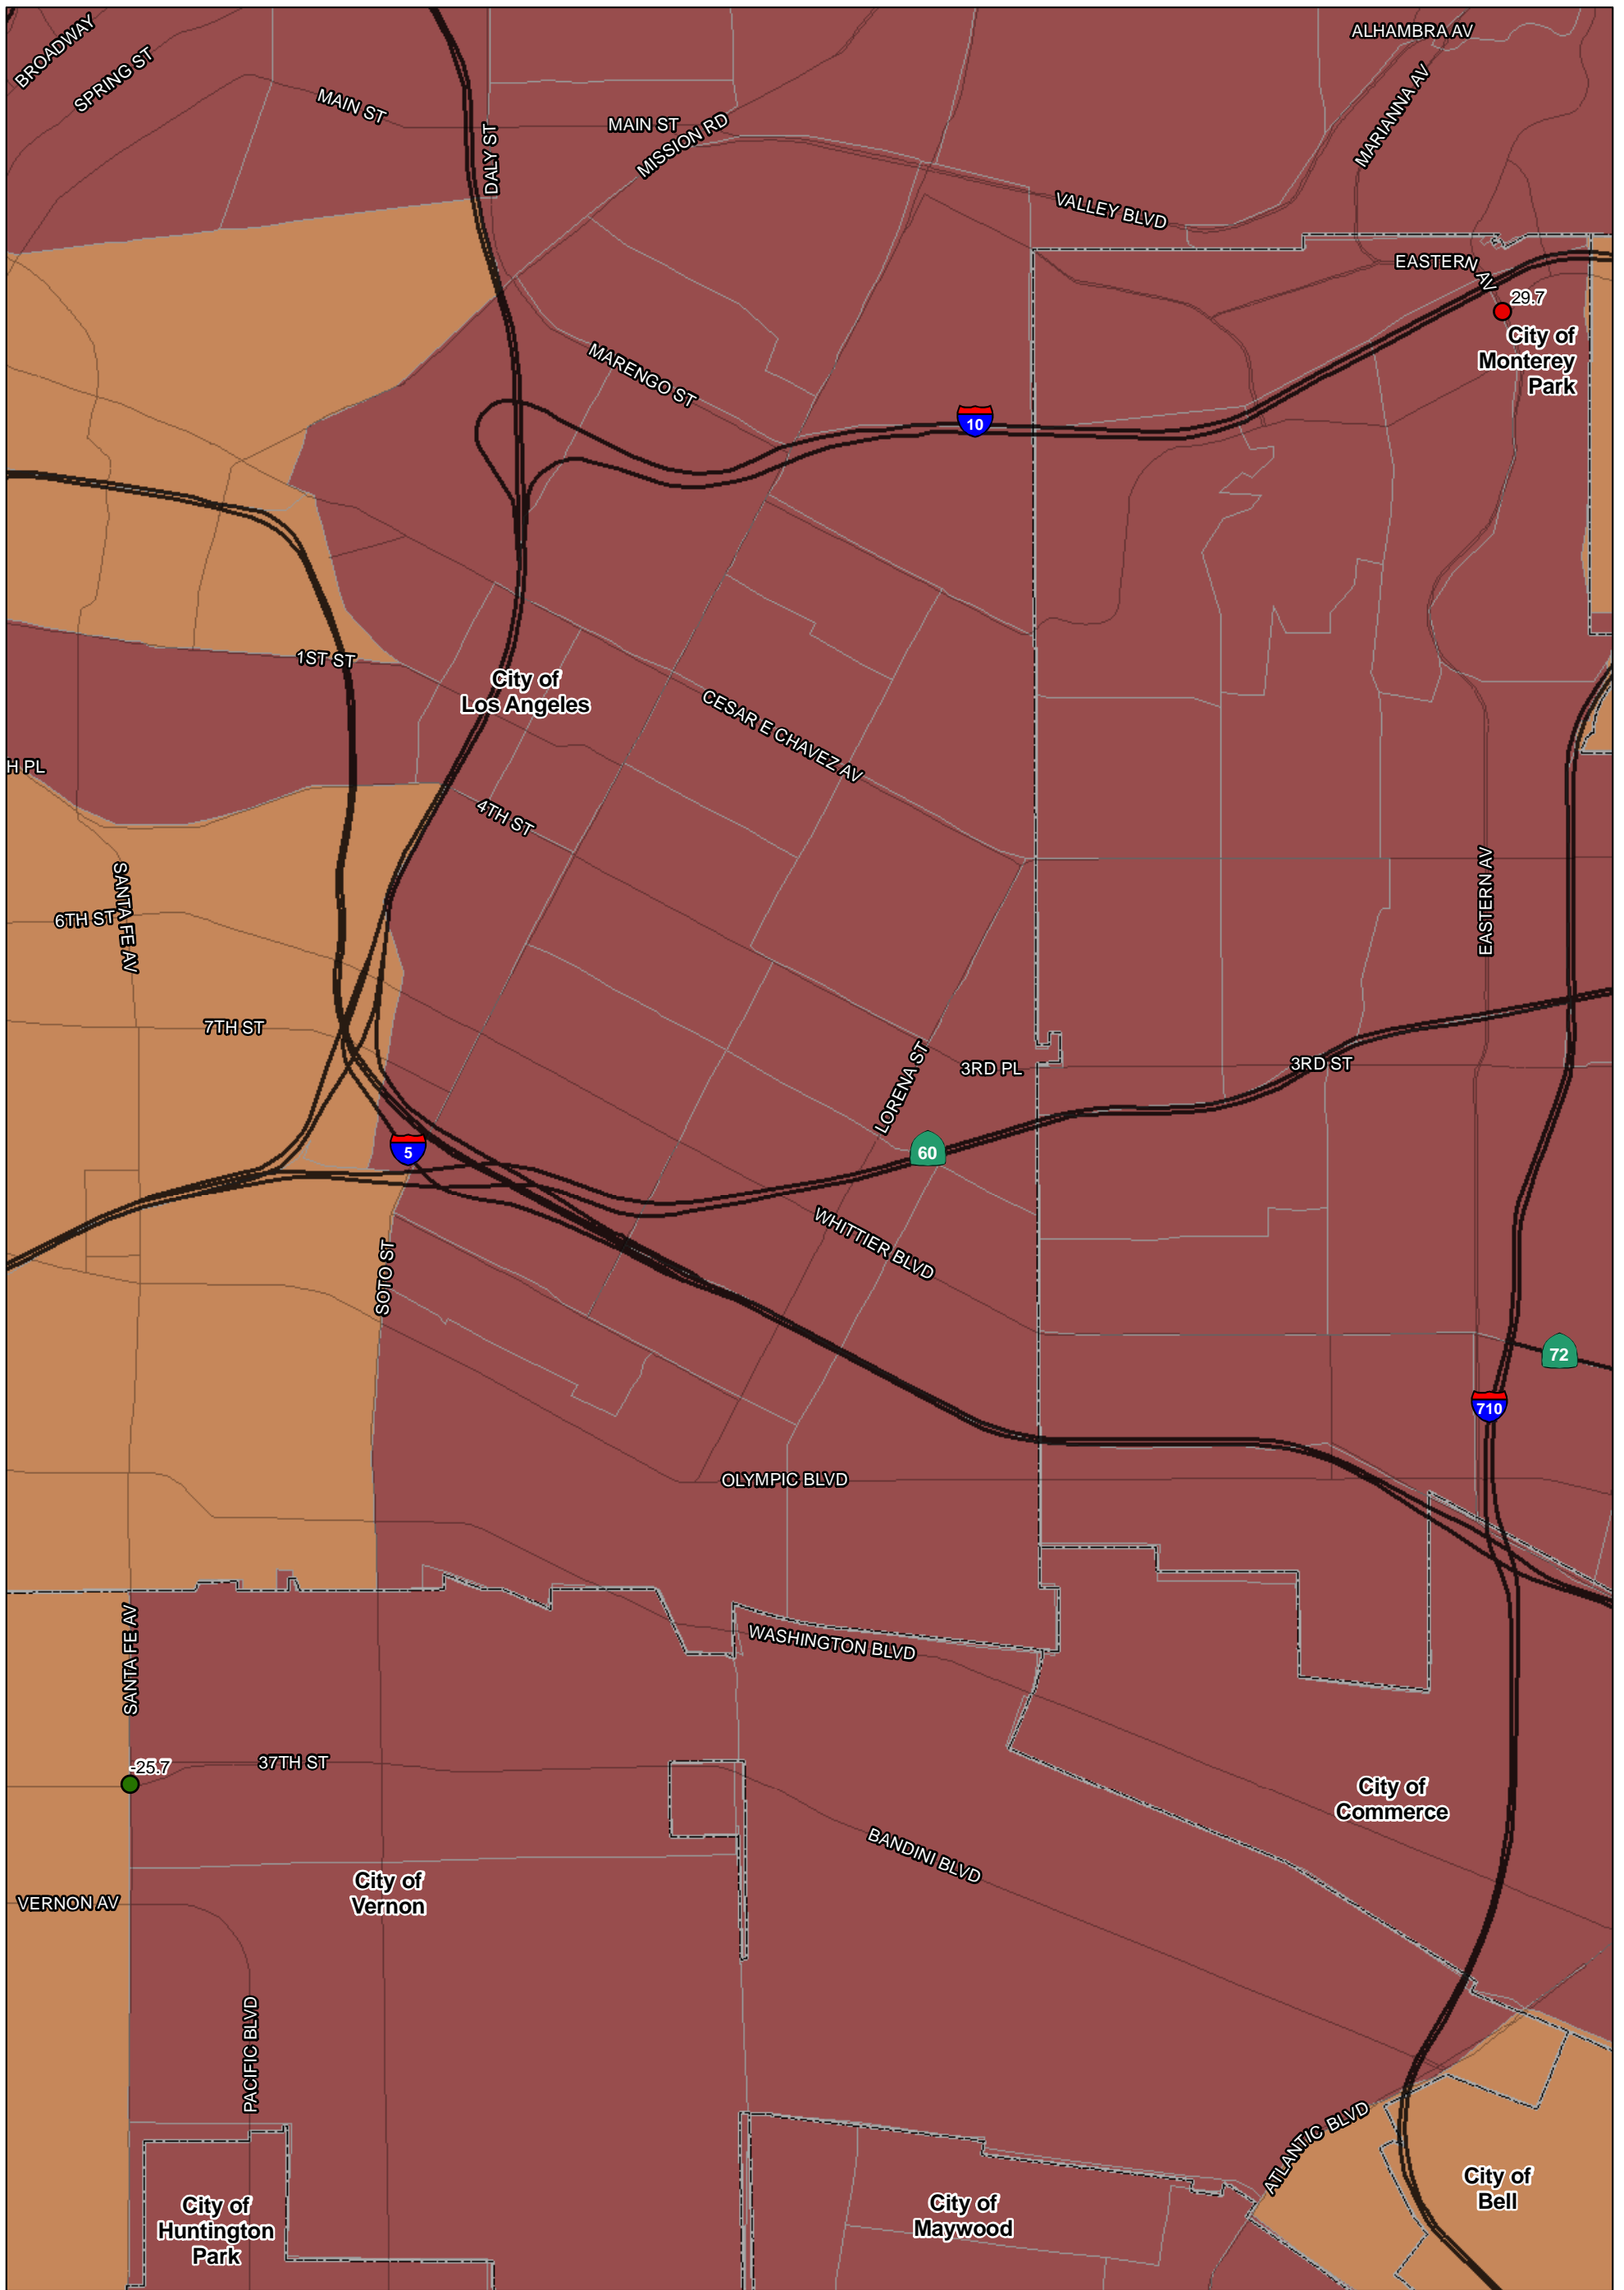 BROADWAY
SPRING ST
ALHAMBRA AV
MAIN ST
MAIN ST
MISSION RD
DALY ST
MARIANNA AV
VALLEY BLVD
EASTERN AV
29.7
City of
Monterey
Park
MARENGO ST
10
1ST ST
City of
Los Angeles
CESAR E CHAVEZ AV
H PL
4TH ST
SANTA FE AV
6TH ST
EASTERN AV
7TH ST
LORENA ST
3RD PL
3RD ST
5
60
WHITTIER BLVD
SOTO ST
72
710
OLYMPIC BLVD
SANTA FE AV
WASHINGTON BLVD
-25.7
37TH ST
City of
Commerce
BANDINI BLVD
City of
Vernon
VERNON AV
PACIFIC BLVD
ATLANTIC BLVD
City of
Bell
City of
Huntington
Park
City of
Maywood